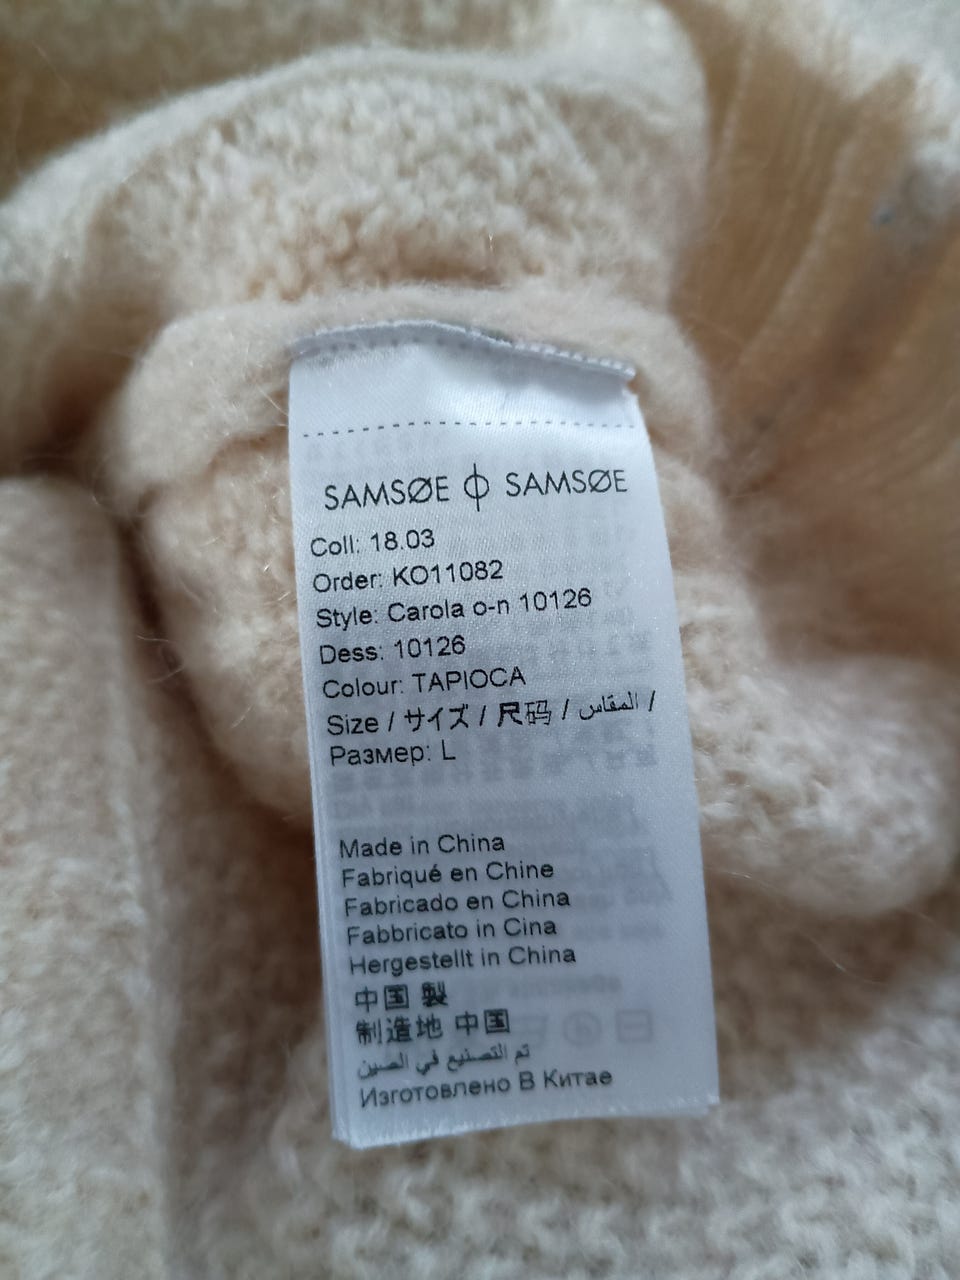 SAMSØE ϕ SAMSØE
Coll: 18.03
Order: KO11082
Style: Carola o-n 10126
Dess: 10126
Colour: TAPIOCA
Size / サイズ / 尺码 / المقاس /
Размер: L
Made in China
Fabriqué en Chine
Fabricado en China
Fabbricato in Cina
Hergestellt in China
中国 製
制造地 中国
تم التصنيع في الصين
Изготовлено В Китае